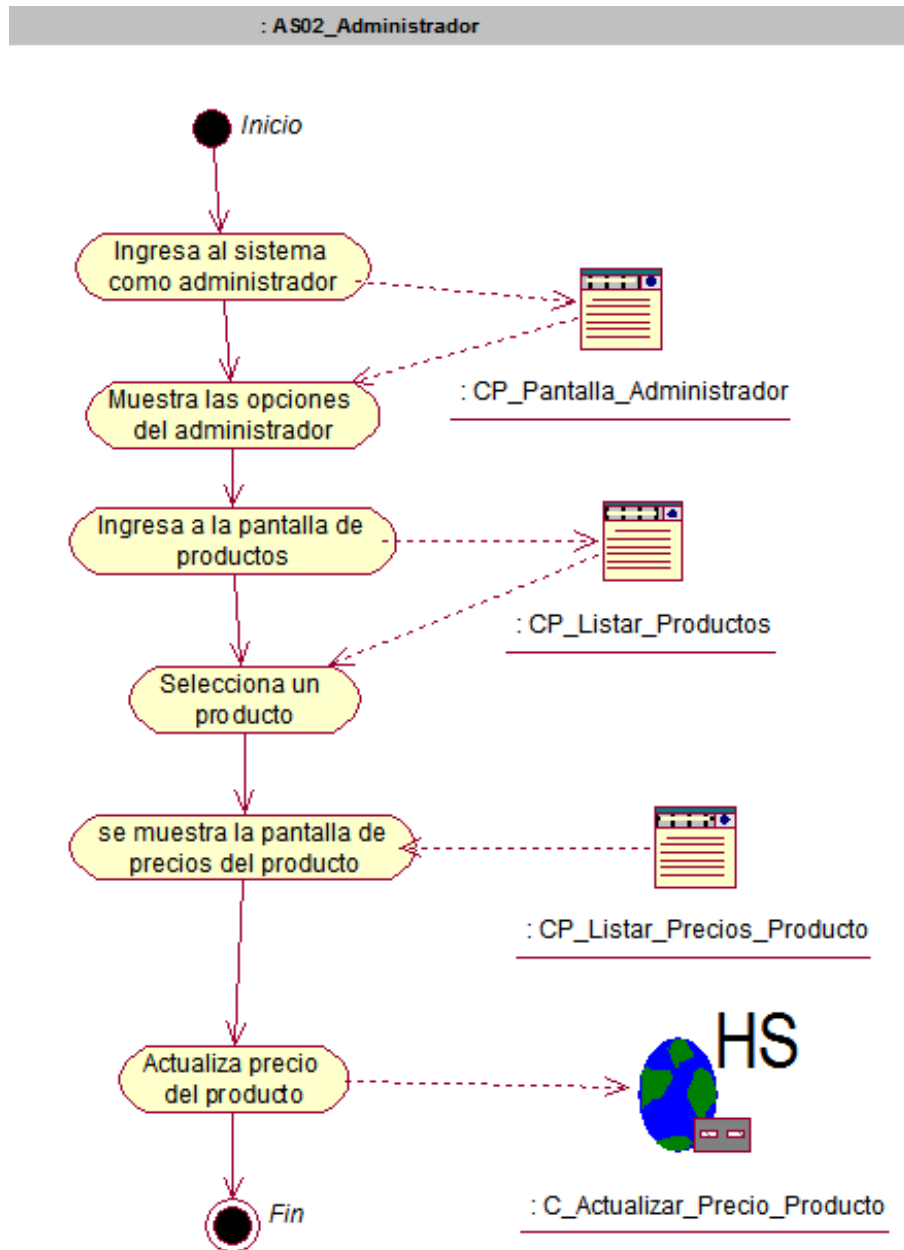 : AS02_Administrador
Inicio
Ingresa al sistema
como administrador
: CP_Pantalla_Administrador
Muestra las opciones
del administrador
Ingresa a la pantalla de
productos
: CP_Listar_Productos
Selecciona un
producto
se muestra la pantalla de
precios del producto
: CP_Listar_Precios_Producto
HS
Actualiza precio
del producto
: C_Actualizar_Precio_Producto
Fin